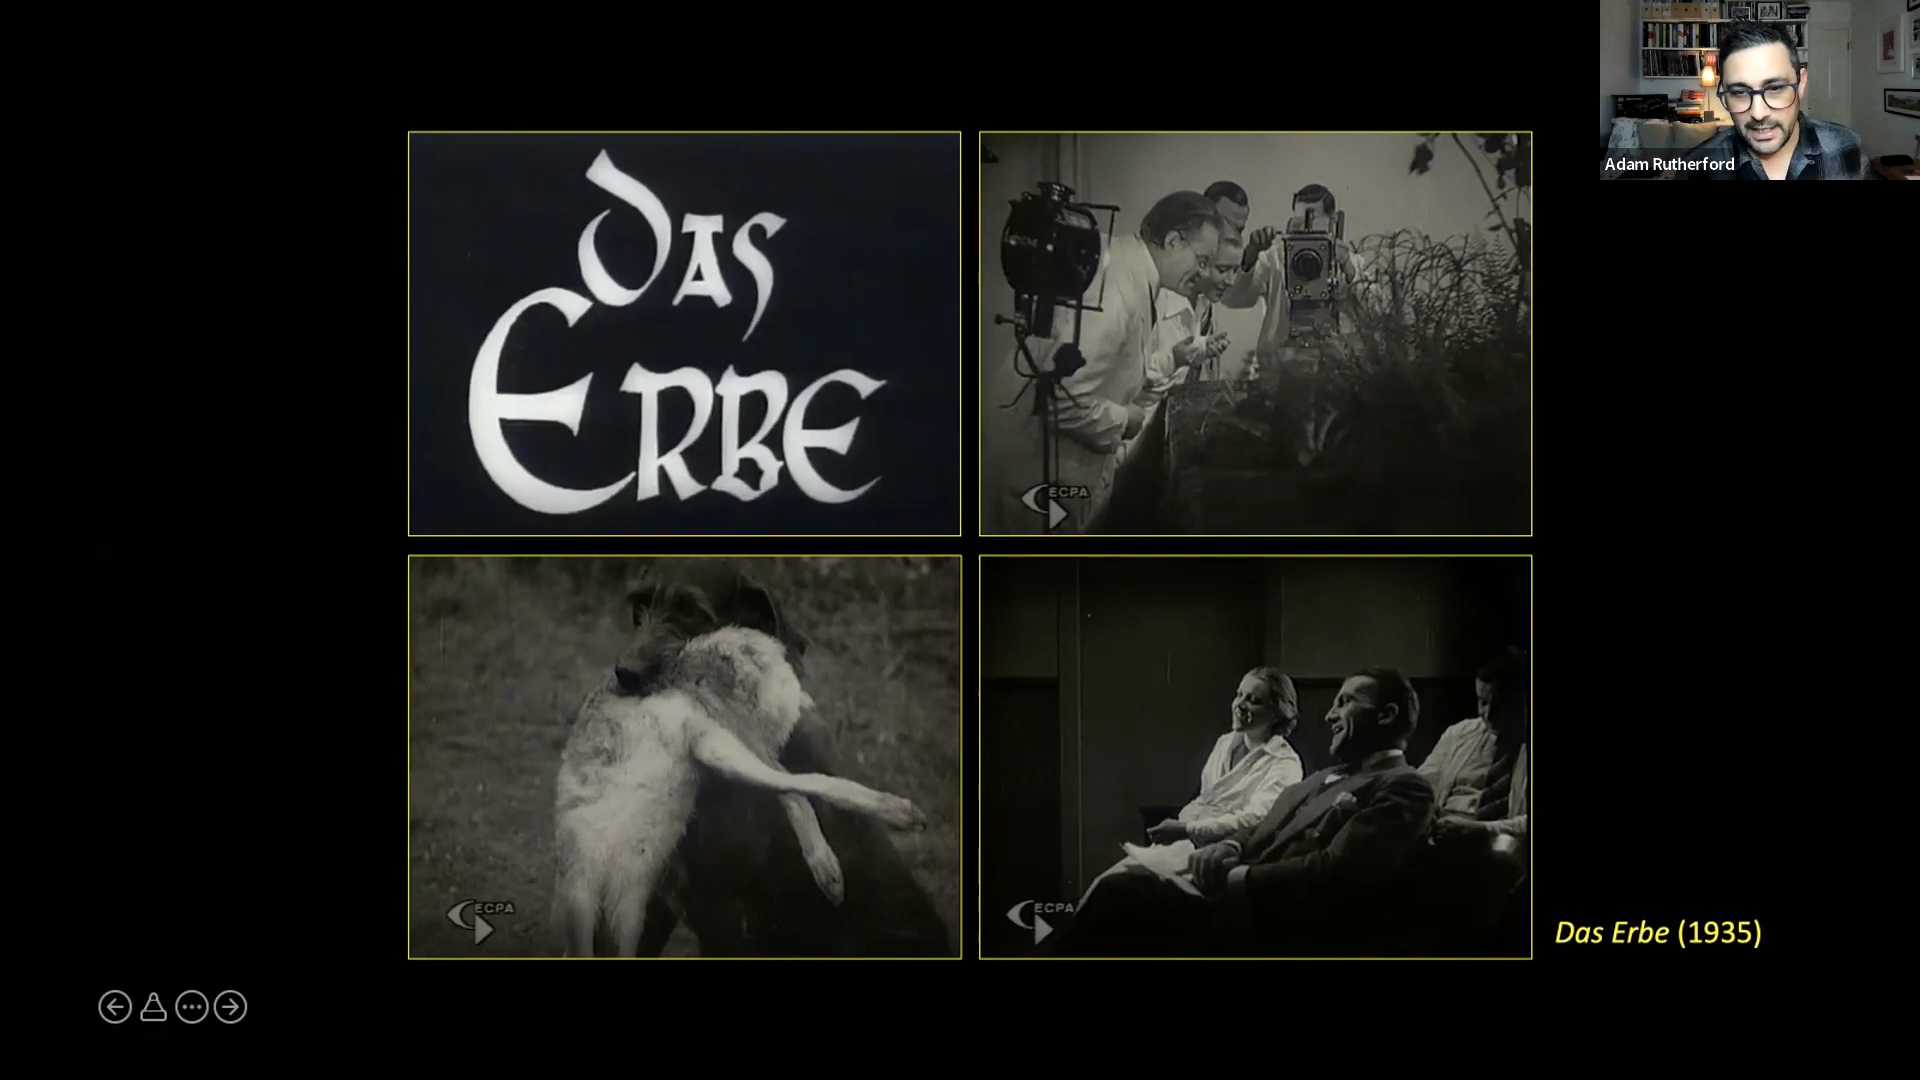 das
Erbe
Adam Rutherford
ECPA
ECPA
ECPA
Das Erbe (1935)